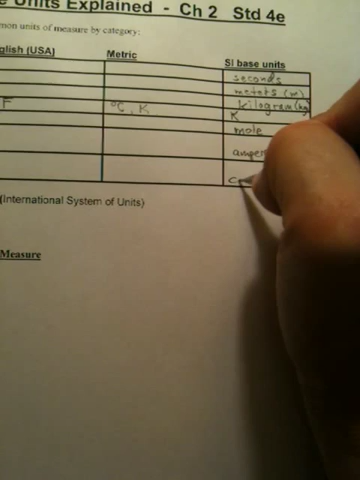 Units Explained - Ch 2 Std 4e
mon units of measure by category:
glish (USA) Metric SI base units
seconds
meters (m)
kilogram (kg)
F °C, K K
mole
amper
c
(International System of Units)
Measure